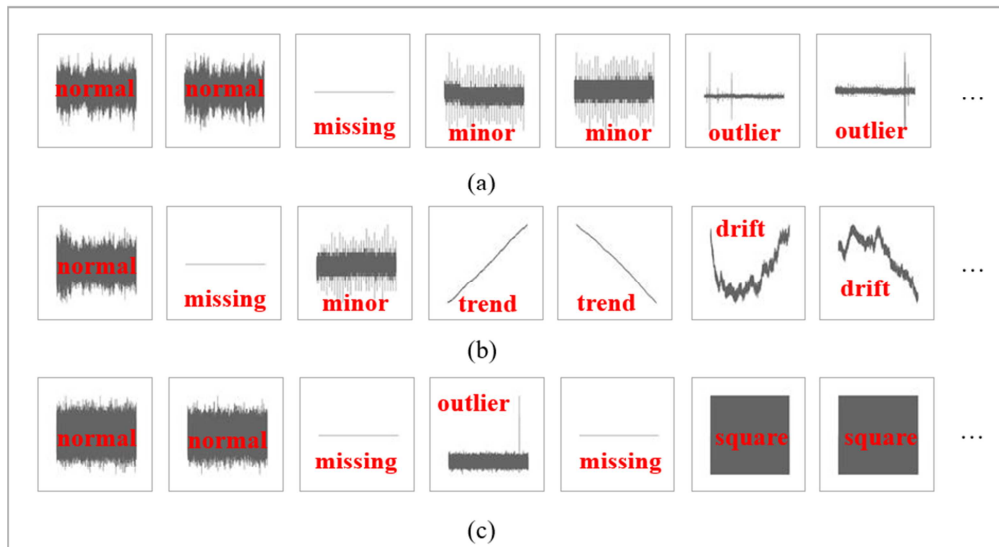 normal normal missing minor minor outlier outlier ...
(a)
normal missing minor trend trend drift drift ...
(b)
normal normal missing outlier missing square square ...
(c)